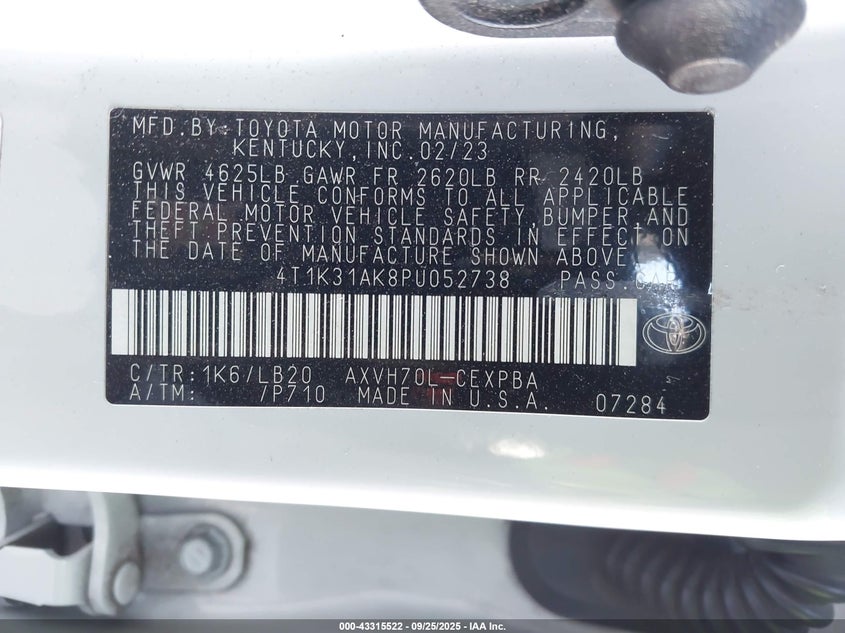 MFD.BY:TOYOTA MOTOR MANUFACTURING,
KENTUCKY, INC. 02/23
GVWR 4625LB GAWR FR 2620LB RR 2420LB
THIS VEHICLE CONFORMS TO ALL APPLICABLE
FEDERAL MOTOR VEHICLE SAFETY, BUMPER AND
THEFT PREVENTION STANDARDS IN EFFECT ON
THE DATE OF MANUFACTURE SHOWN ABOVE.
4T1K31AK8PU052738 PASS.CAR
C/TR:1K6/LB20 AXVH70L-CEXPBA
A/TM: /P710 MADE IN U.S.A. 07284
000-43315522 - 09/25/2025 - IAA Inc.